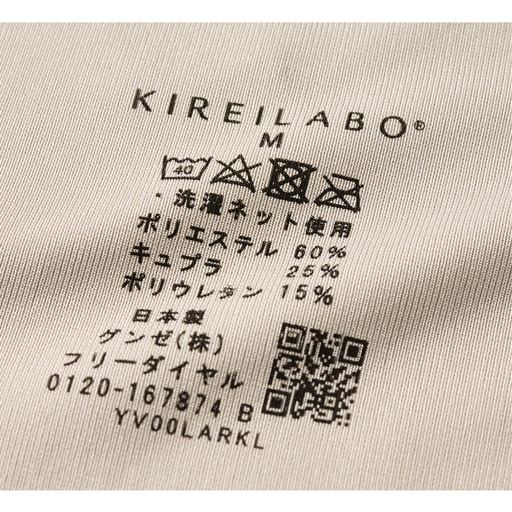 KIREILABO®
M
40
・洗濯ネット使用
ポリエステル 60%
キュプラ 25%
ポリウレタン 15%
日本製
グンゼ(株)
フリーダイヤル
0120-167874 B
YV00LARKL